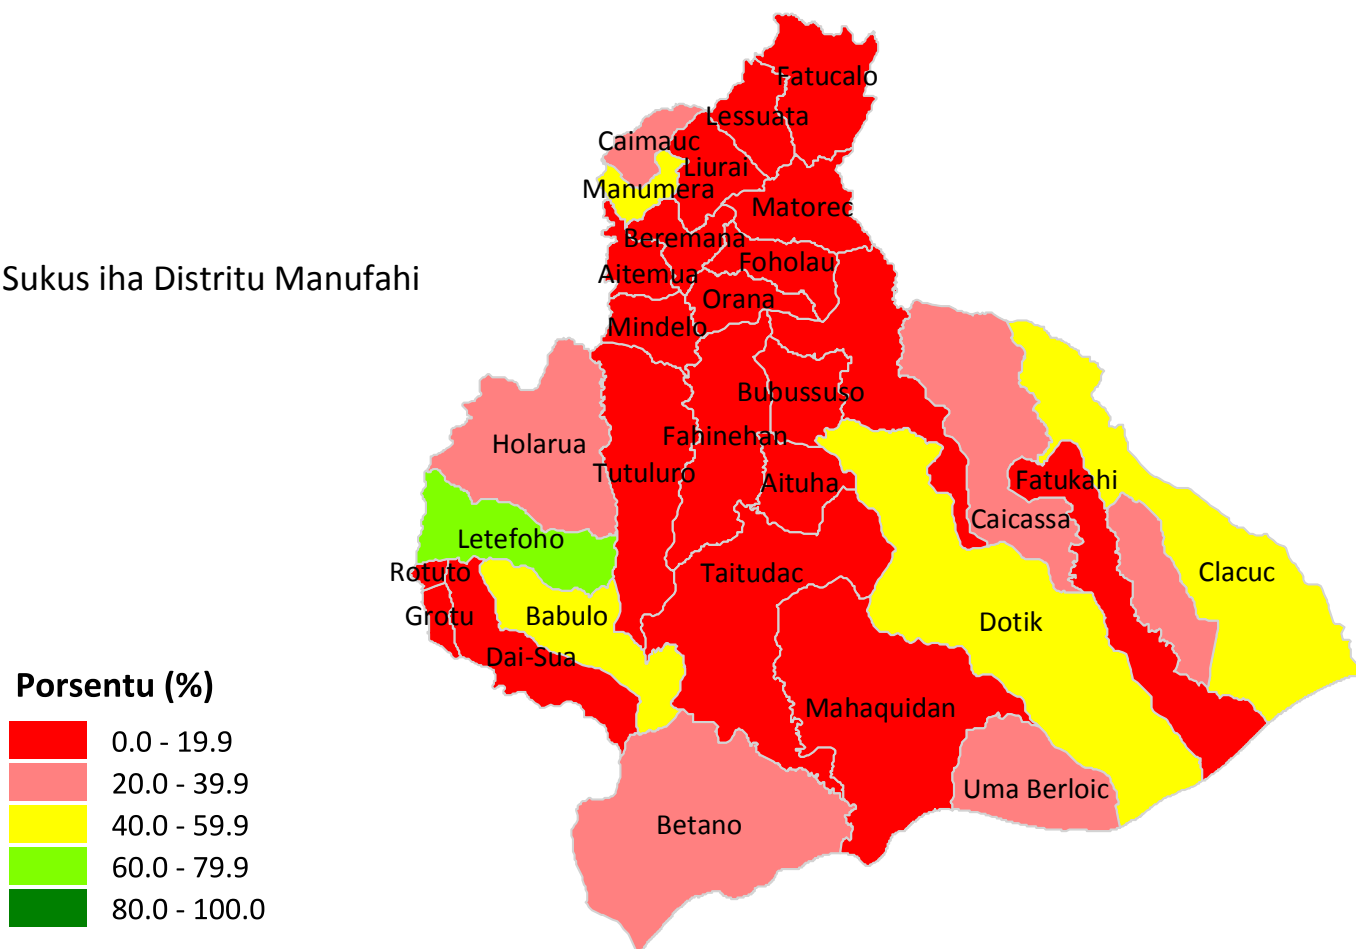 Fatucalo
Lessuata
Caimauc
Liurai
Manumera
Matorec
Beremana
Foholau
Aitemua
Sukus iha Distritu Manufahi
Orana
Mindelo
Bubussuso
Fahinehan
Holarua
Tutuluro
Fatukahi
Aituha
Caicassa
Letefoho
Rotuto
Taitudac
Clacuc
Grotu
Babulo
Dotik
Dai-Sua
Mahaquidan
Uma Berloic
Betano
Porsentu (%)
0.0 - 19.9
20.0 - 39.9
40.0 - 59.9
60.0 - 79.9
80.0 - 100.0